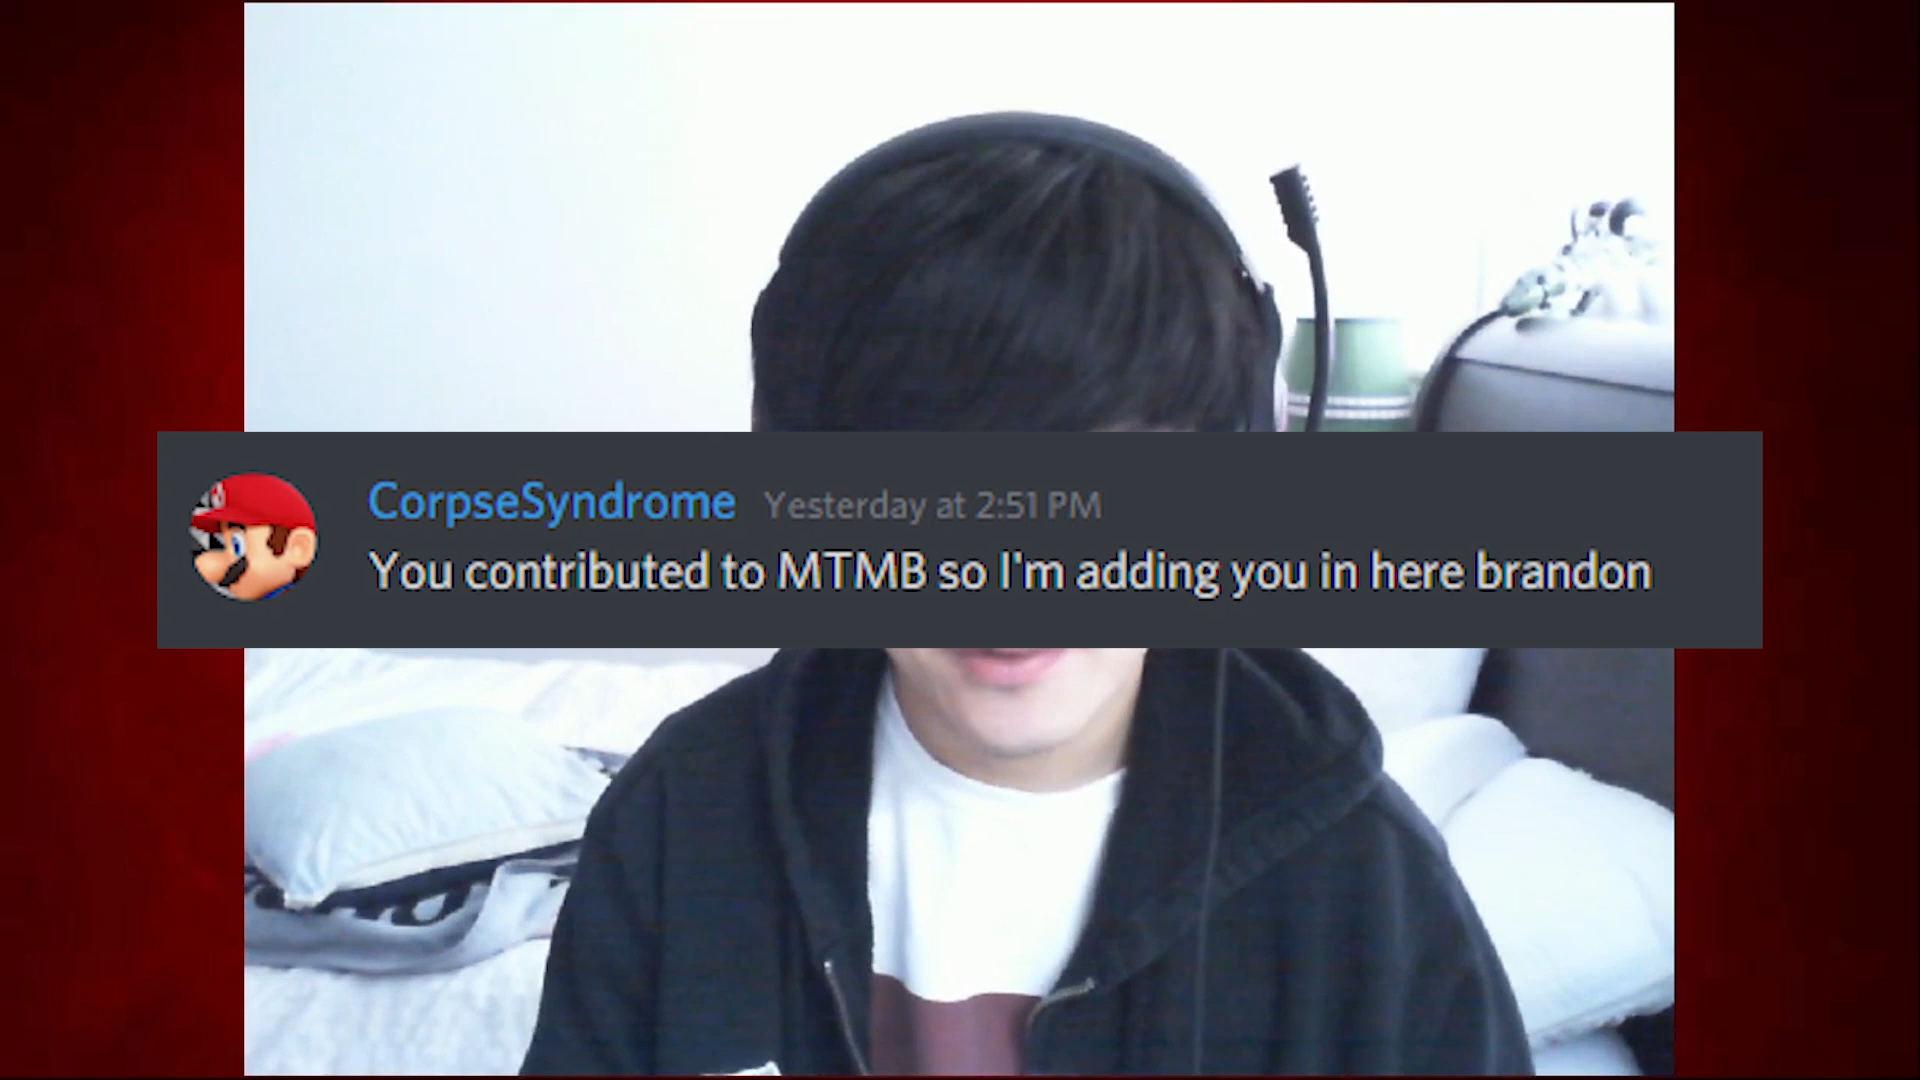 CorpseSyndrome Yesterday at 2:51 PM
You contributed to MTMB so I'm adding you in here brandon